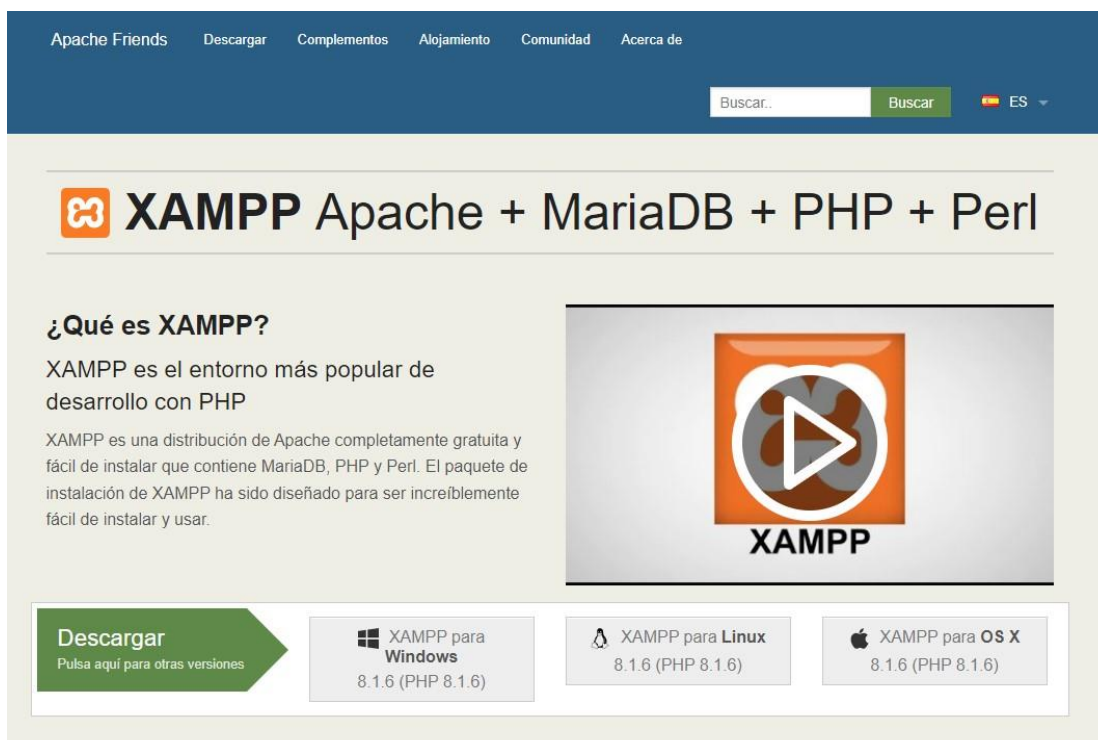 Apache Friends Descargar Complementos Alojamiento Comunidad Acerca de
Buscar.. Buscar ES
XAMPP Apache + MariaDB + PHP + Perl
¿Qué es XAMPP?
XAMPP es el entorno más popular de
desarrollo con PHP
XAMPP es una distribución de Apache completamente gratuita y
fácil de instalar que contiene MariaDB, PHP y Perl. El paquete de
instalación de XAMPP ha sido diseñado para ser increíblemente
fácil de instalar y usar.
XAMPP
Descargar
Pulsa aquí para otras versiones
XAMPP para
Windows
8.1.6 (PHP 8.1.6)
XAMPP para Linux
8.1.6 (PHP 8.1.6)
XAMPP para OS X
8.1.6 (PHP 8.1.6)